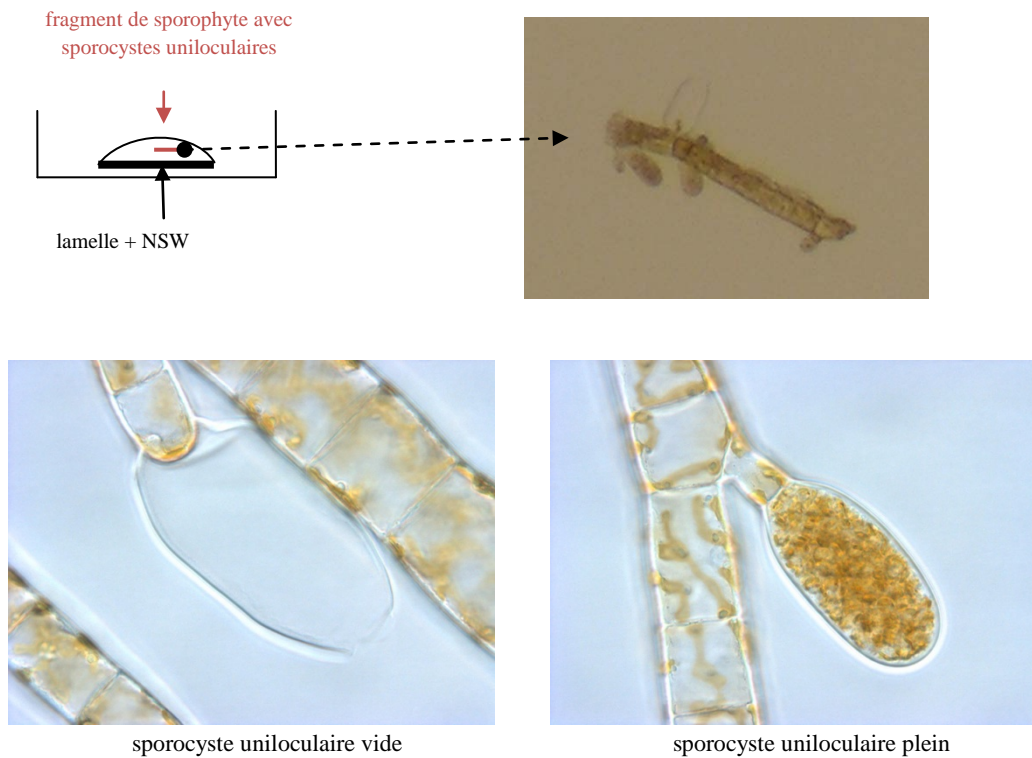 fragment de sporophyte avec
sporocystes uniloculaires
lamelle + NSW
sporocyste uniloculaire vide
sporocyste uniloculaire plein